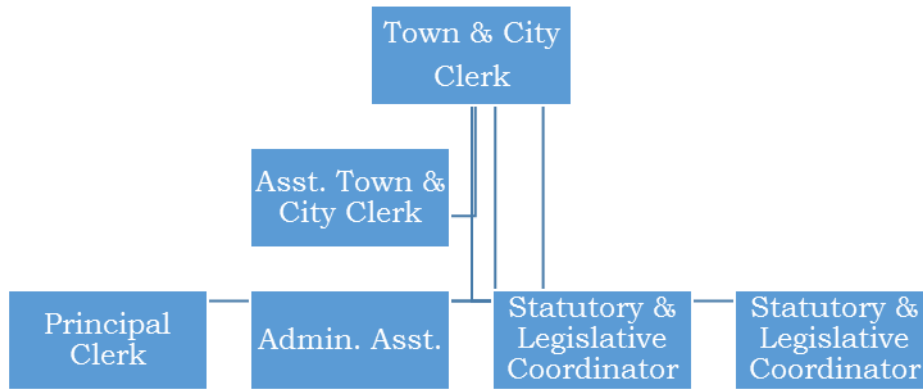 Town & City
Clerk
Asst. Town &
City Clerk
Principal
Clerk
Admin. Asst.
Statutory &
Legislative
Coordinator
Statutory &
Legislative
Coordinator